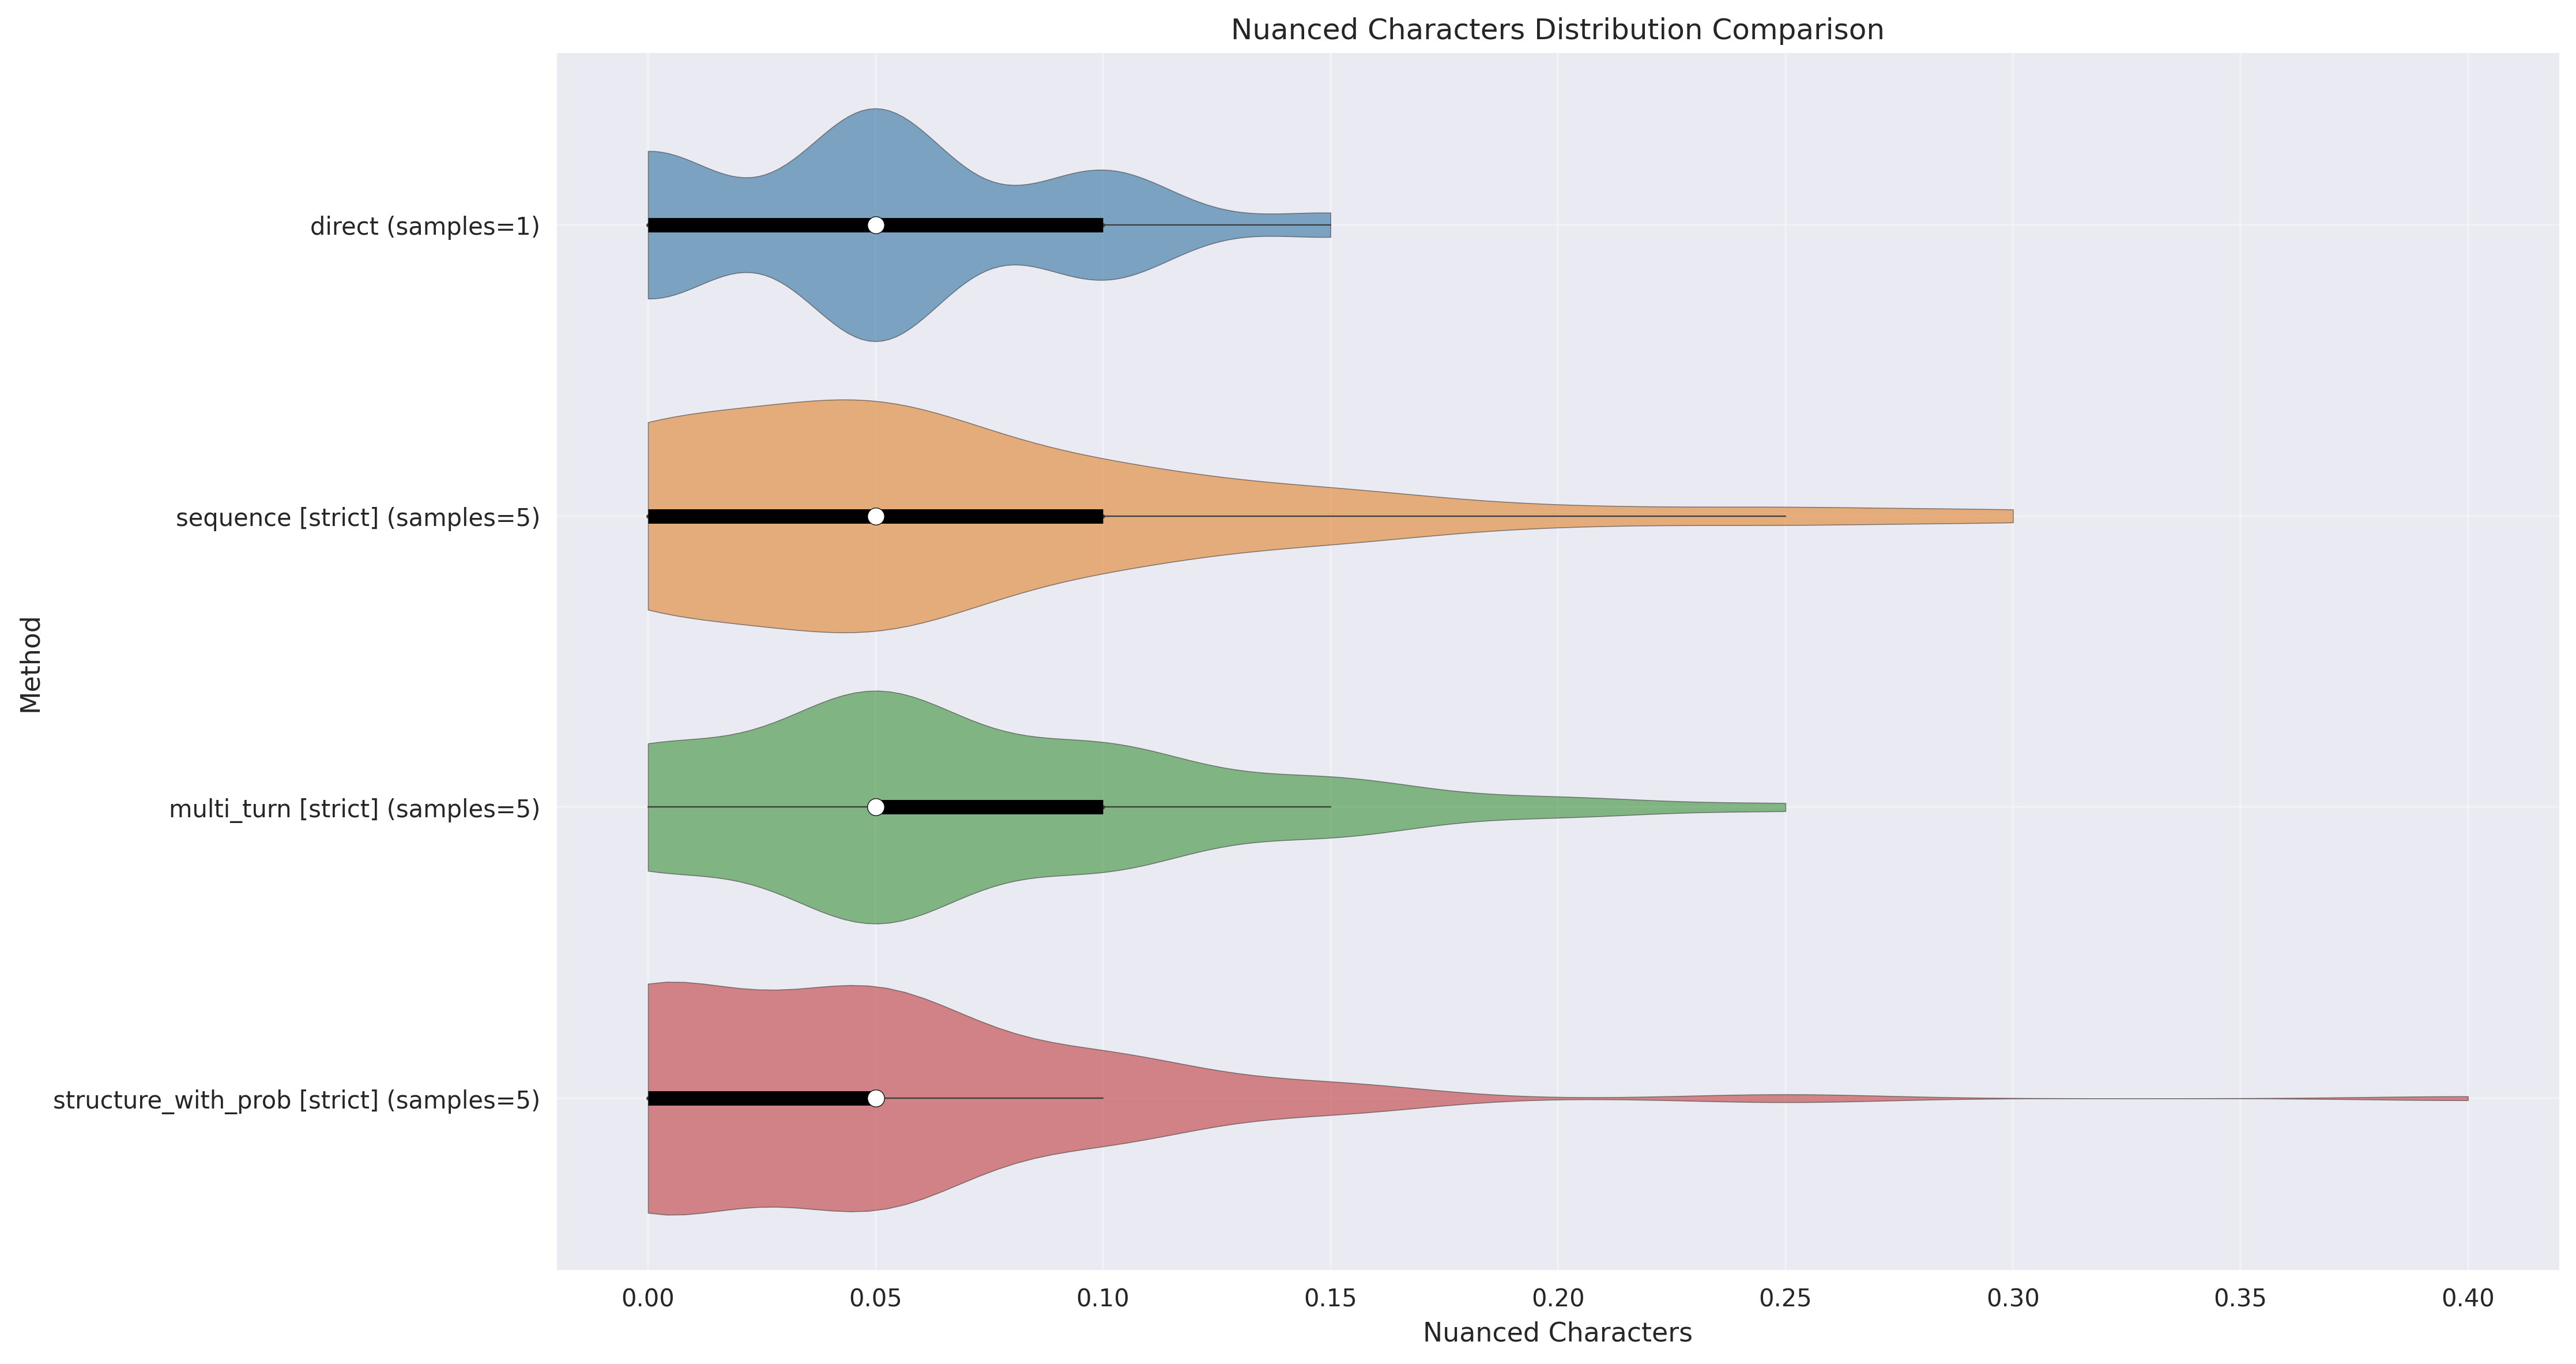 Nuanced Characters Distribution Comparison
direct (samples=1)
sequence [strict] (samples=5)
multi_turn [strict] (samples=5)
structure_with_prob [strict] (samples=5)
Method
0.00 0.05 0.10 0.15 0.20 0.25 0.30 0.35 0.40
Nuanced Characters